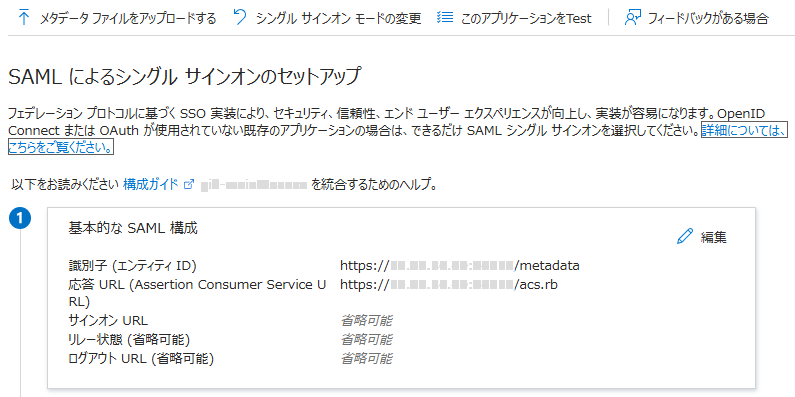 メタデータ ファイルをアップロードする シングル サインオン モードの変更 このアプリケーションをTest フィードバックがある場合
SAML によるシングル サインオンのセットアップ
フェデレーション プロトコルに基づく SSO 実装により、セキュリティ、信頼性、エンド ユーザー エクスペリエンスが向上し、実装が容易になります。OpenID
Connect または OAuth が使用されていない既存のアプリケーションの場合は、できるだけ SAML シングル サインオンを選択してください。詳細については、
こちらをご覧ください。
以下をお読みください 構成ガイド を統合するためのヘルプ。
1
基本的な SAML 構成
編集
識別子 (エンティティ ID) https:// /metadata
応答 URL (Assertion Consumer Service U https:// /acs.rb
RL)
サインオン URL 省略可能
リレー状態 (省略可能) 省略可能
ログアウト URL (省略可能) 省略可能